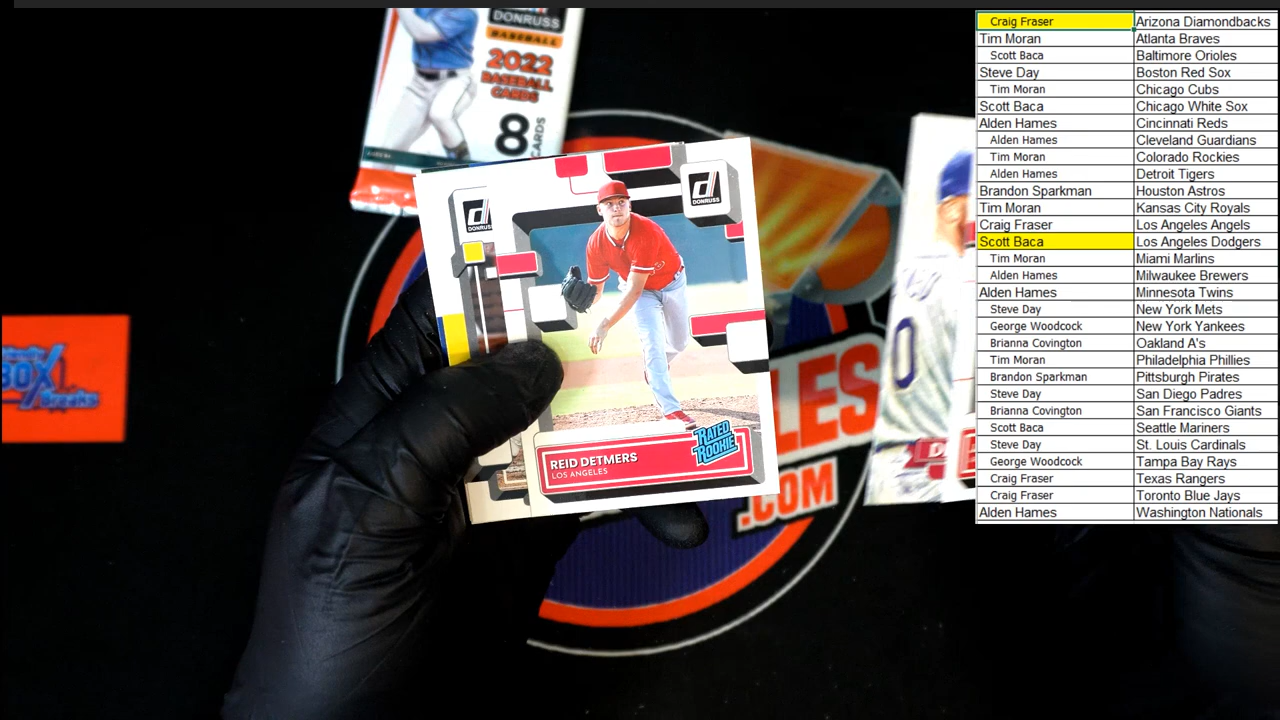 DONRUSS
BASEBALL
2022
BASEBALL
CARDS
8
CARDS
d
DONRUSS
d
DONRUSS
REID DETMERS
LOS ANGELES
RATED
ROOKIE
BOX
Breaks
LES
.COM
Craig Fraser Arizona Diamondbacks
Tim Moran Atlanta Braves
Scott Baca Baltimore Orioles
Steve Day Boston Red Sox
Tim Moran Chicago Cubs
Scott Baca Chicago White Sox
Alden Hames Cincinnati Reds
Alden Hames Cleveland Guardians
Tim Moran Colorado Rockies
Alden Hames Detroit Tigers
Brandon Sparkman Houston Astros
Tim Moran Kansas City Royals
Craig Fraser Los Angeles Angels
Scott Baca Los Angeles Dodgers
Tim Moran Miami Marlins
Alden Hames Milwaukee Brewers
Alden Hames Minnesota Twins
Steve Day New York Mets
George Woodcock New York Yankees
Brianna Covington Oakland A's
Tim Moran Philadelphia Phillies
Brandon Sparkman Pittsburgh Pirates
Steve Day San Diego Padres
Brianna Covington San Francisco Giants
Scott Baca Seattle Mariners
Steve Day St. Louis Cardinals
George Woodcock Tampa Bay Rays
Craig Fraser Texas Rangers
Craig Fraser Toronto Blue Jays
Alden Hames Washington Nationals